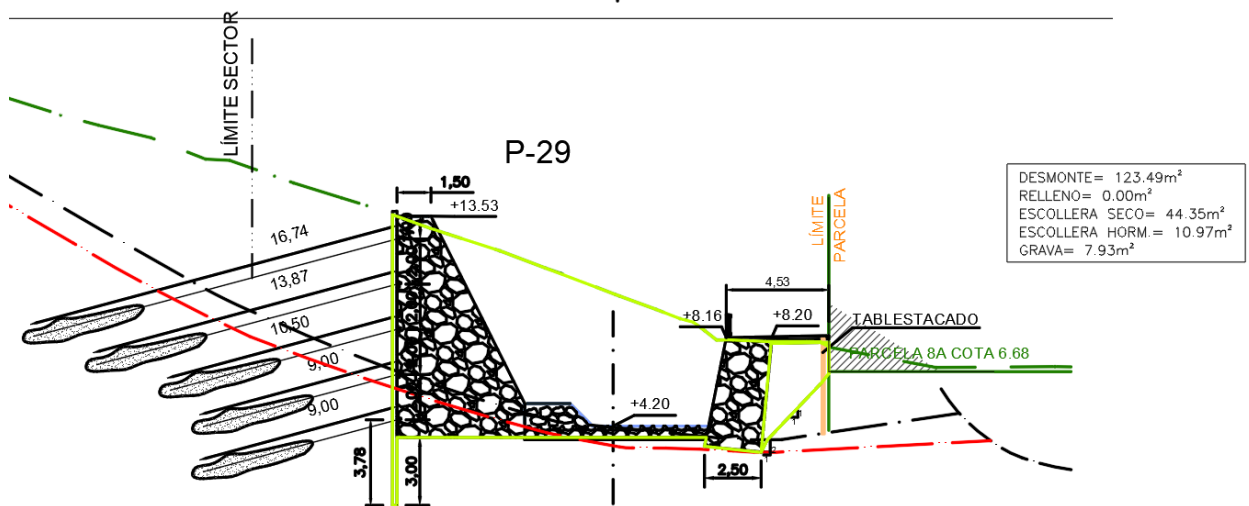 LÍMITE SECTOR
P-29
1,50
+13.53
16,74
13,87
10,50
9,00
9,00
3,78
3,00
+4.20
2,50
+8.16
4,53
+8.20
LÍMITE
PARCELA
TABLESTACADO
PARCELA 8A COTA 6.68
DESMONTE= 123.49m²
RELLENO= 0.00m²
ESCOLLERA SECO= 44.35m²
ESCOLLERA HORM.= 10.97m²
GRAVA= 7.93m²